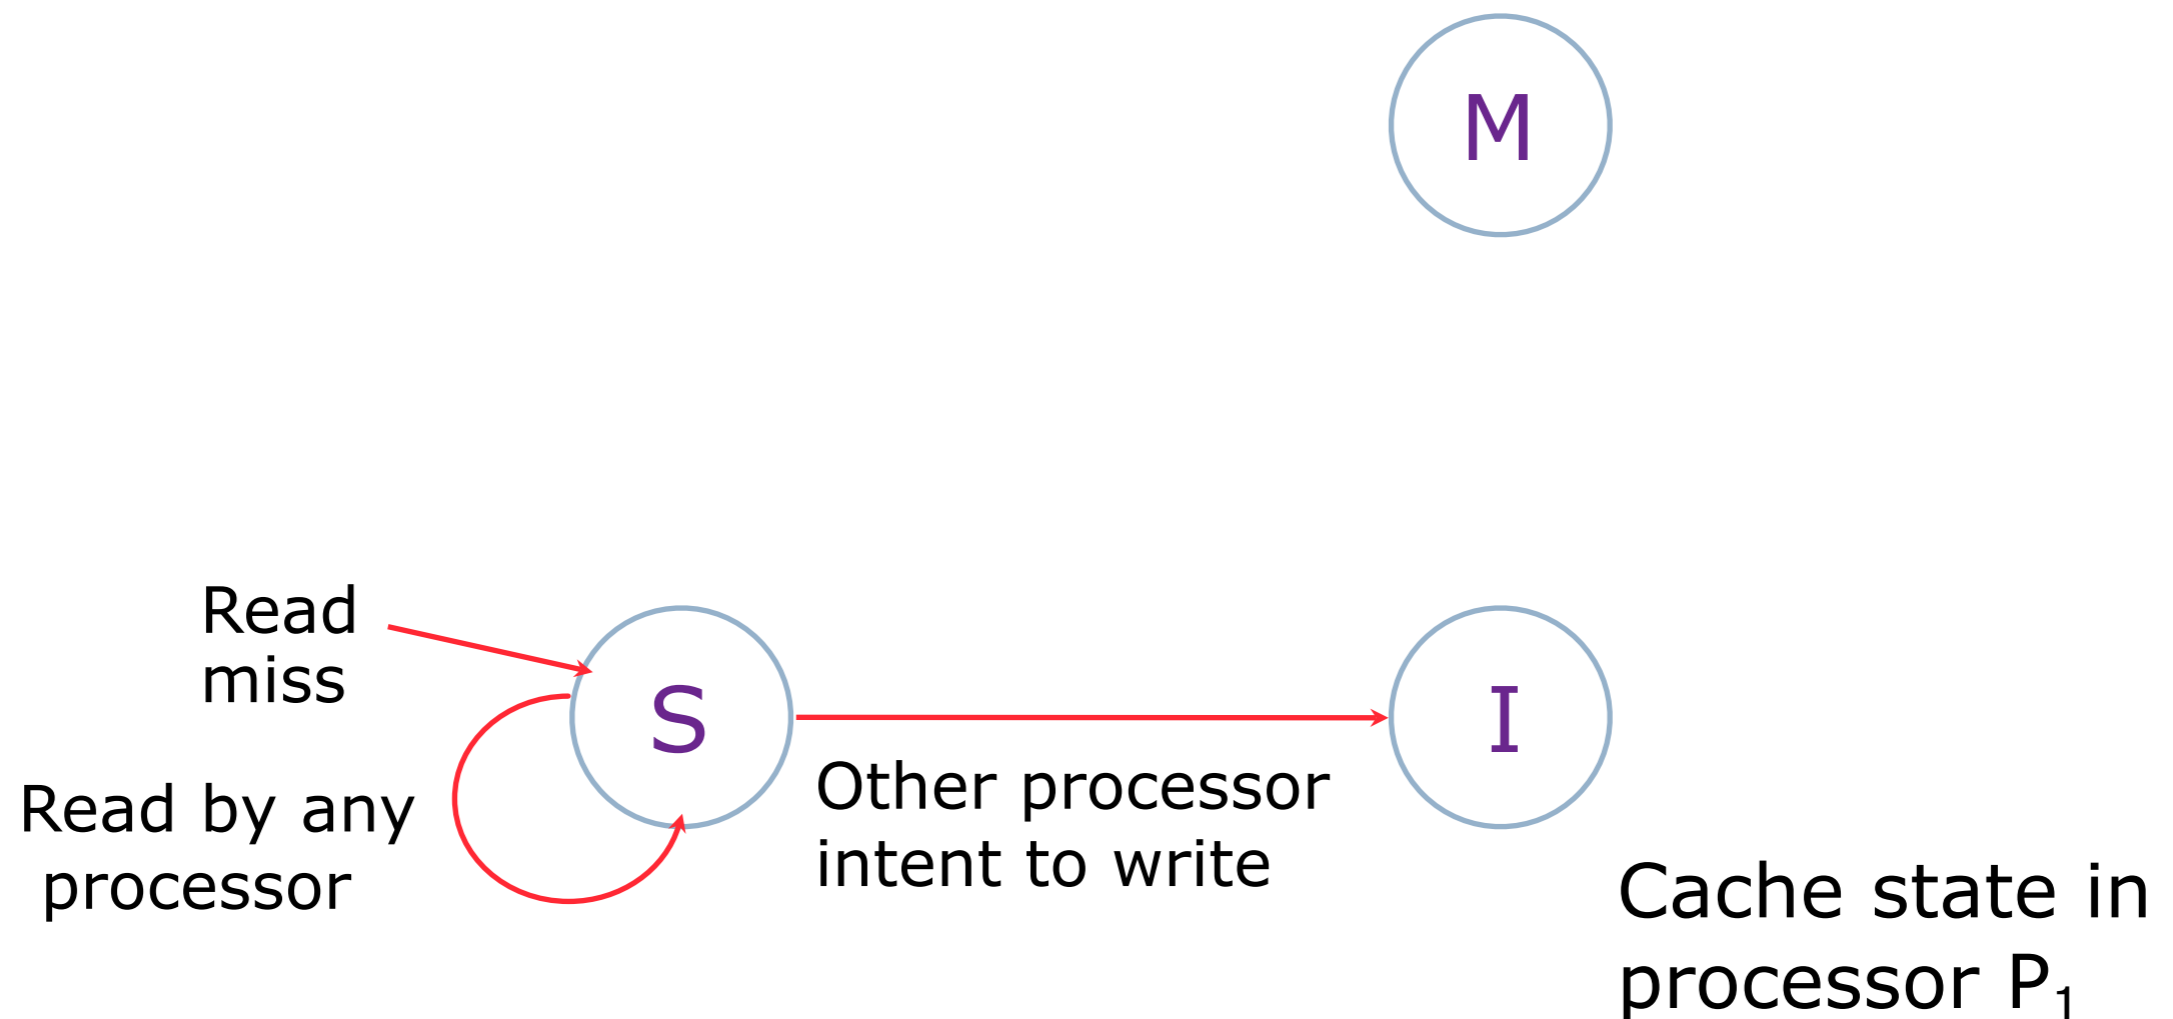 M
Read
miss
S
I
Read by any
processor
Other processor
intent to write
Cache state in
processor P₁